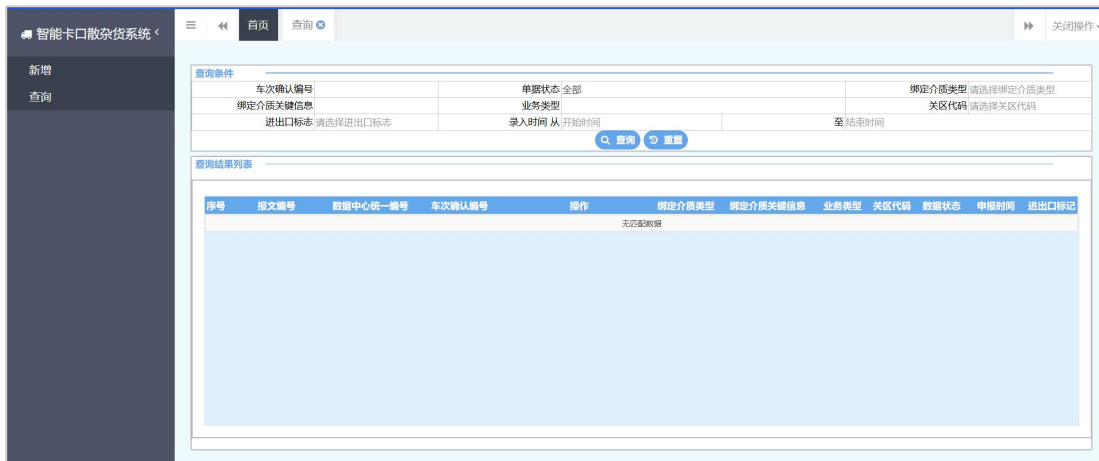 智能卡口散杂货系统
首页 查询 关闭操作
新增
查询
查询条件
车次确认编号 单据状态 全部 绑定介质类型 请选择绑定介质类型
绑定介质关键信息 业务类型 关区代码 请选择关区代码
进出口标志 请选择进出口标志 录入时间 从 开始时间 至 结束时间
查询 重置
查询结果列表
序号 报文编号 数据中心统一编号 车次确认编号 操作 绑定介质类型 绑定介质关键信息 业务类型 关区代码 数据状态 申报时间 进出口标记
无匹配数据